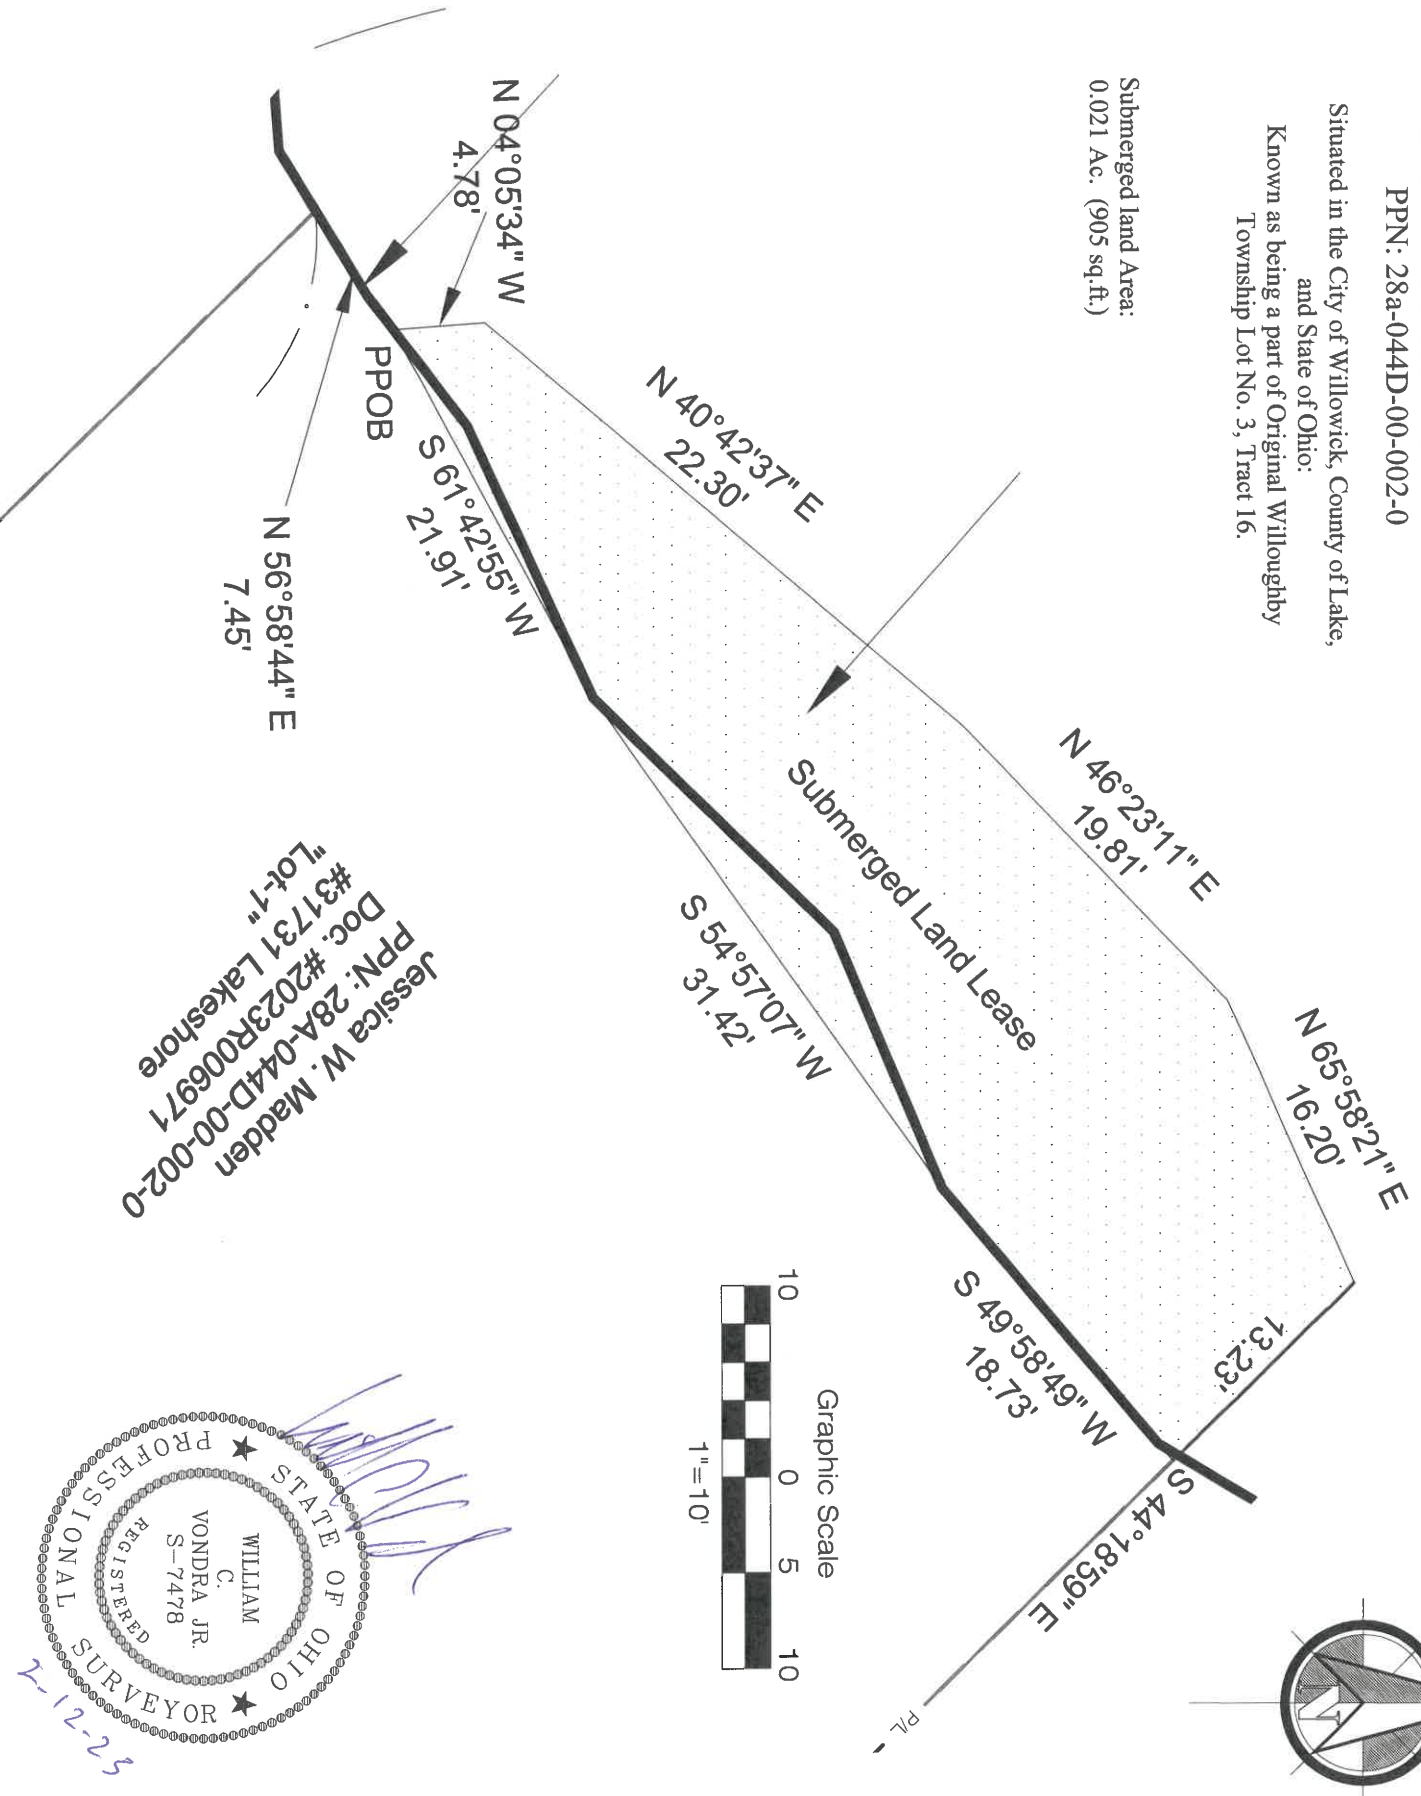 PPN: 28a-044D-00-002-0
Situated in the City of Willowick, County of Lake,
and State of Ohio:
Known as being a part of Original Willoughby
Township Lot No. 3, Tract 16.
Submerged land Area:
0.021 Ac. (905 sq.ft.)
N 04°05'34" W
4.78'
N 40°42'37" E
22.30'
N 46°23'11" E
19.81'
N 65°58'21" E
16.20'
13.23'
S 44°18'59" E
P/L
Submerged Land Lease
PPOB
S 61°42'55" W
21.91'
S 54°57'07" W
31.42'
S 49°58'49" W
18.73'
N 56°58'44" E
7.45'
Jessica W. Madden
PPN: 28A-044D-00-002-0
Doc. #2023R006971
#31731 Lakeshore
"Lot-1"
Graphic Scale
10 0 5 10
1"=10'
N
STATE OF OHIO
PROFESSIONAL SURVEYOR
REGISTERED
WILLIAM
C.
VONDRA JR.
S-7478
2-12-23